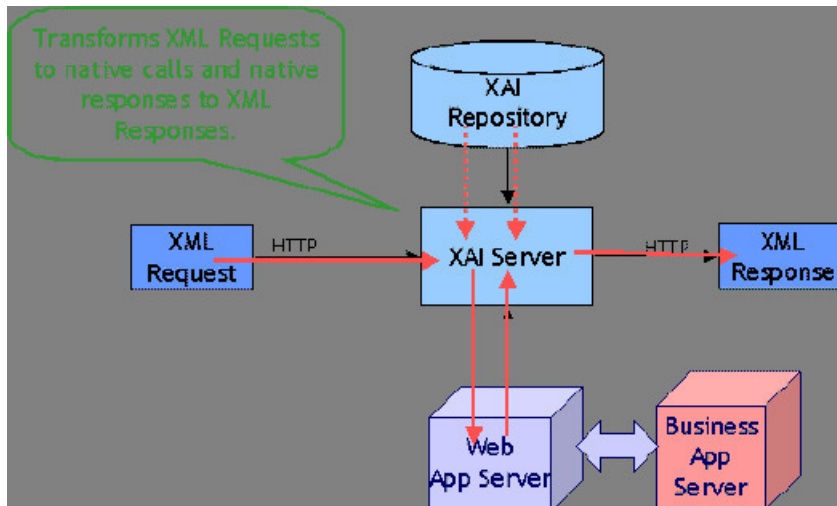 Transforms XML Requests
to native calls and native
responses to XML
Responses.
XAI
Repository
XML
Request
HTTP
XAI Server
HTTP
XML
Response
Web
App Server
Business
App
Server